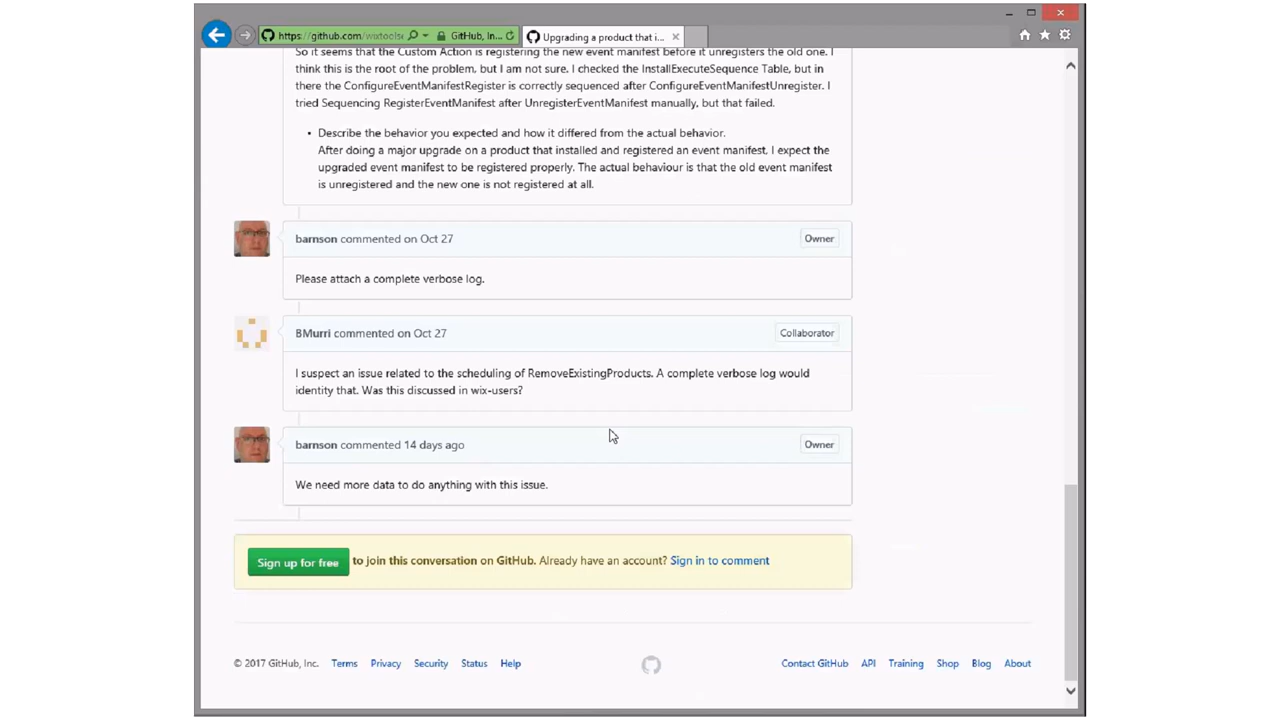 https://github.com/wixtoolse
GitHub, In...
Upgrading a product that i...
So it seems that the Custom Action is registering the new event manifest before it unregisters the old one. I
think this is the root of the problem, but I am not sure. I checked the InstallExecuteSequence Table, but in
there the ConfigureEventManifestRegister is correctly sequenced after ConfigureEventManifestUnregister. I
tried Sequencing RegisterEventManifest after UnregisterEventManifest manually, but that failed.
• Describe the behavior you expected and how it differed from the actual behavior.
After doing a major upgrade on a product that installed and registered an event manifest, I expect the
upgraded event manifest to be registered properly. The actual behaviour is that the old event manifest
is unregistered and the new one is not registered at all.
barnson commented on Oct 27
Owner
Please attach a complete verbose log.
BMurri commented on Oct 27
Collaborator
I suspect an issue related to the scheduling of RemoveExistingProducts. A complete verbose log would
identity that. Was this discussed in wix-users?
barnson commented 14 days ago
Owner
We need more data to do anything with this issue.
Sign up for free to join this conversation on GitHub. Already have an account? Sign in to comment
© 2017 GitHub, Inc. Terms Privacy Security Status Help
Contact GitHub API Training Shop Blog About